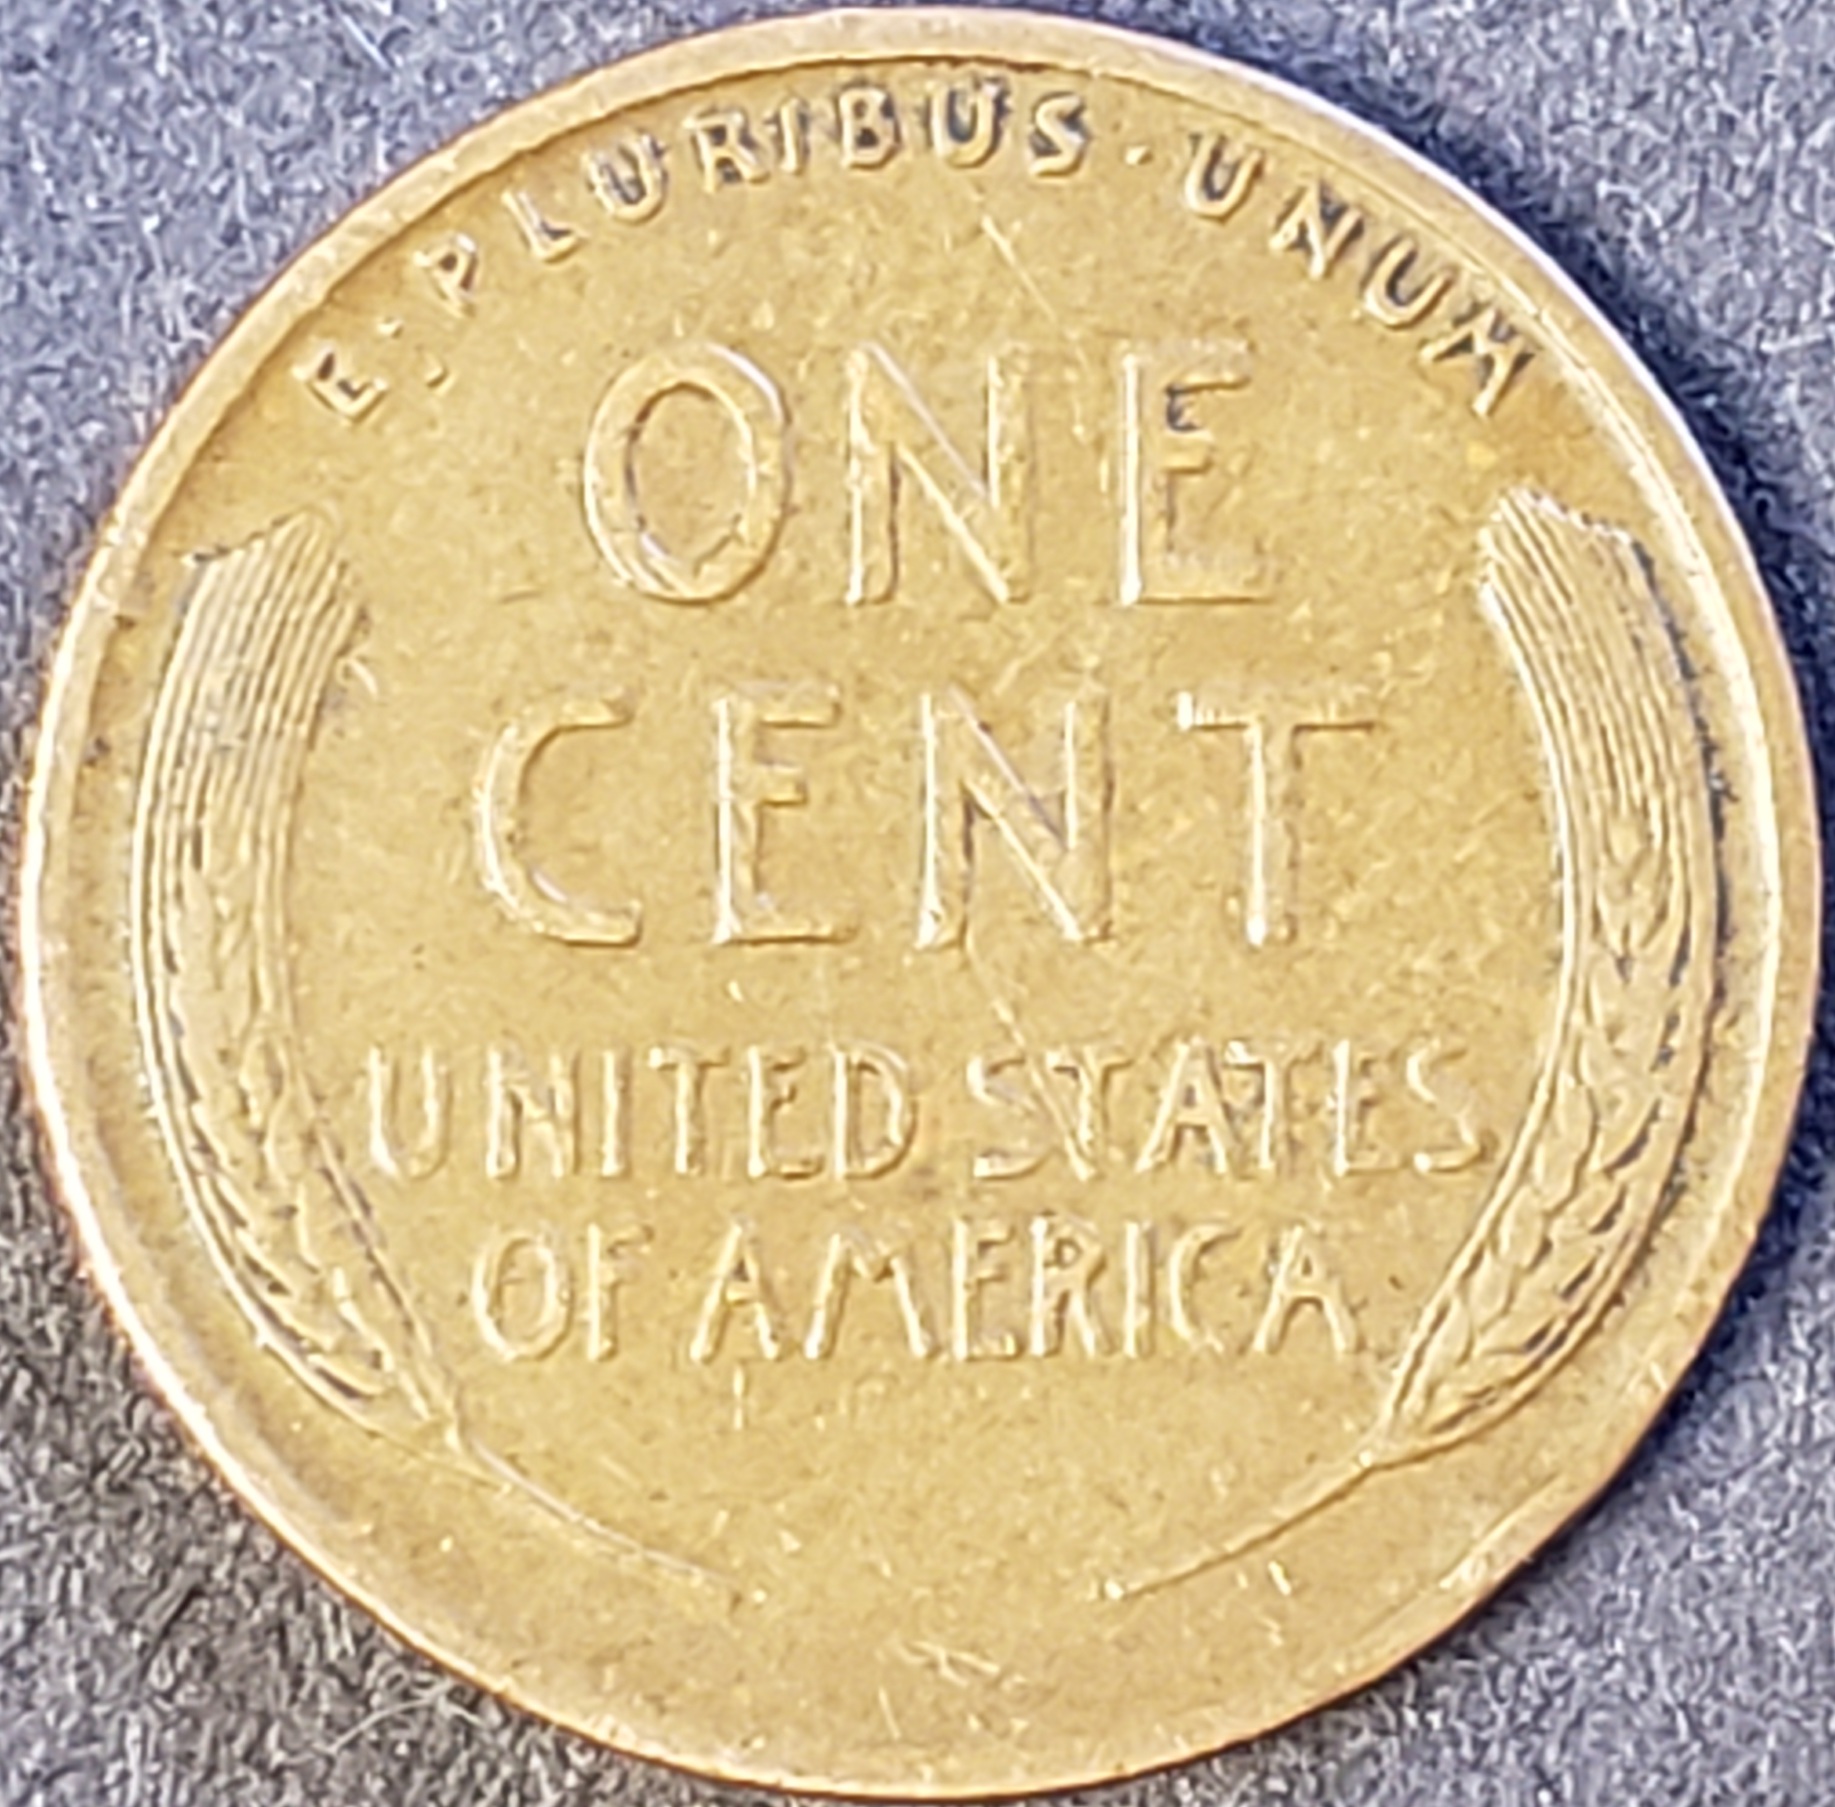 E · PLURIBUS · UNUM
ONE
CENT
UNITED STATES
OF AMERICA